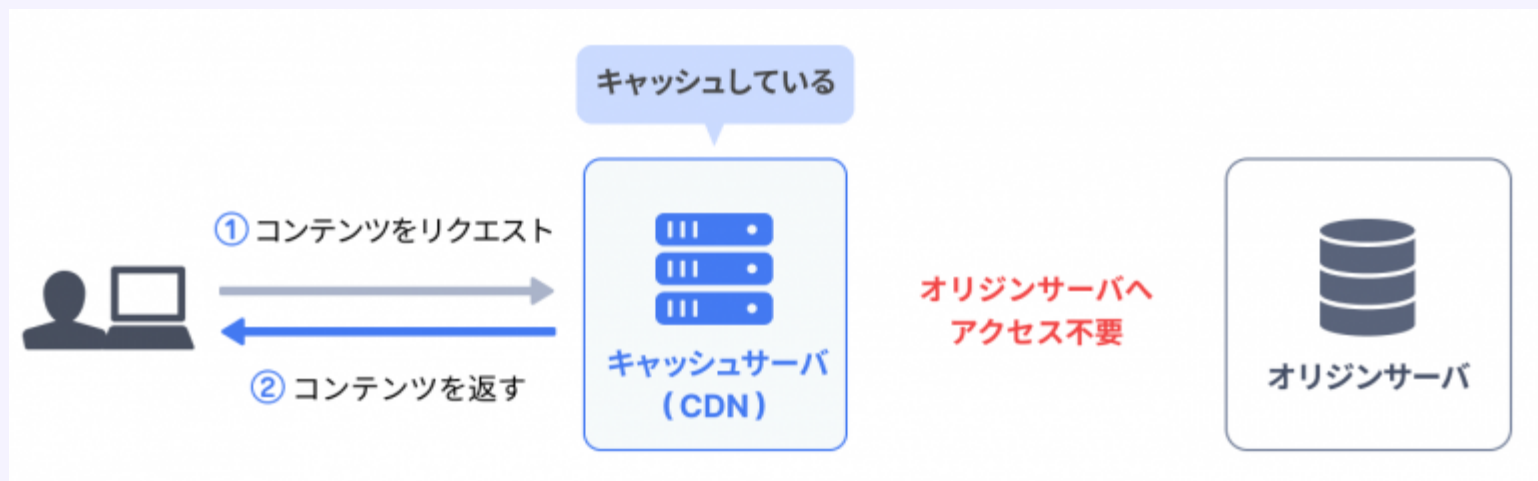 キャッシュしている
① コンテンツをリクエスト
② コンテンツを返す
キャッシュサーバ
( CDN )
オリジンサーバへ
アクセス不要
オリジンサーバ